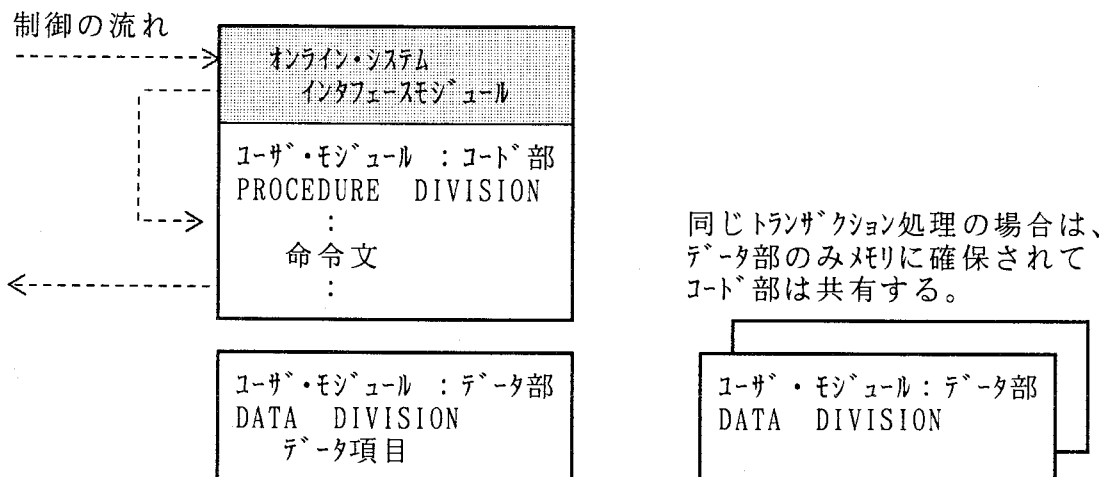 制御の流れ
オンライン・システム
インタフェースモジュール
ユーザ・モジュール : コード部
PROCEDURE DIVISION
:
命令文
:
同じトランザクション処理の場合は、
データ部のみメモリに確保されて
コード部は共有する。
ユーザ・モジュール : データ部
DATA DIVISION
データ項目
ユーザ・モジュール : データ部
DATA DIVISION